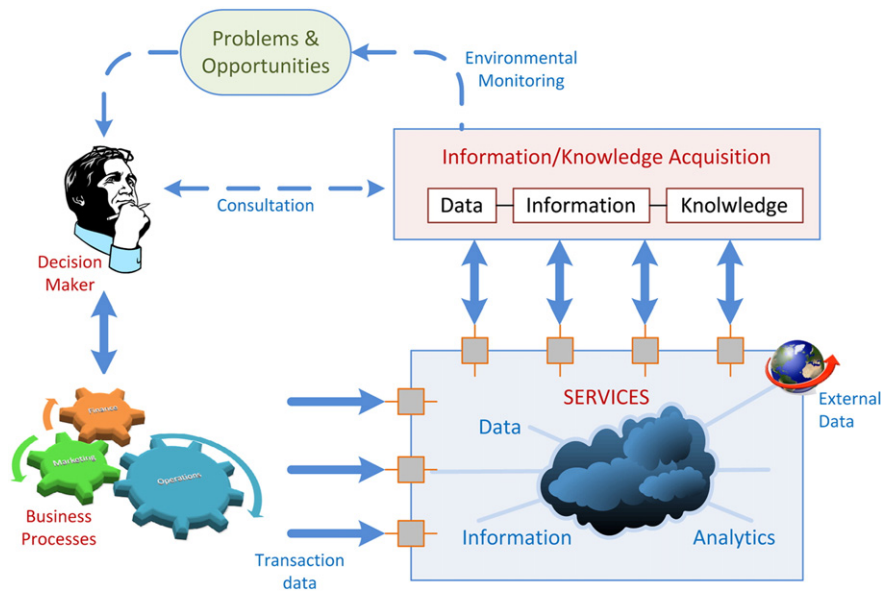 Problems &
Opportunities
Environmental
Monitoring
Information/Knowledge Acquisition
Data
Information
Knolwledge
Consultation
Decision
Maker
SERVICES
External
Data
Data
Marketing
Operations
Information
Analytics
Business
Processes
Transaction
data